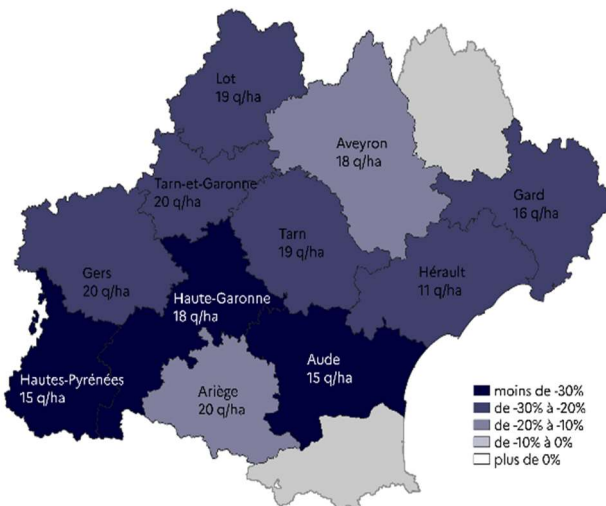 Lot
19 q/ha
Aveyron
18 q/ha
Tarn-et-Garonne
20 q/ha
Gard
16 q/ha
Tarn
19 q/ha
Gers
20 q/ha
Hérault
11 q/ha
Haute-Garonne
18 q/ha
Aude
15 q/ha
Hautes-Pyrénées
15 q/ha
Ariège
20 q/ha
moins de -30%
de -30% à -20%
de -20% à -10%
de -10% à 0%
plus de 0%